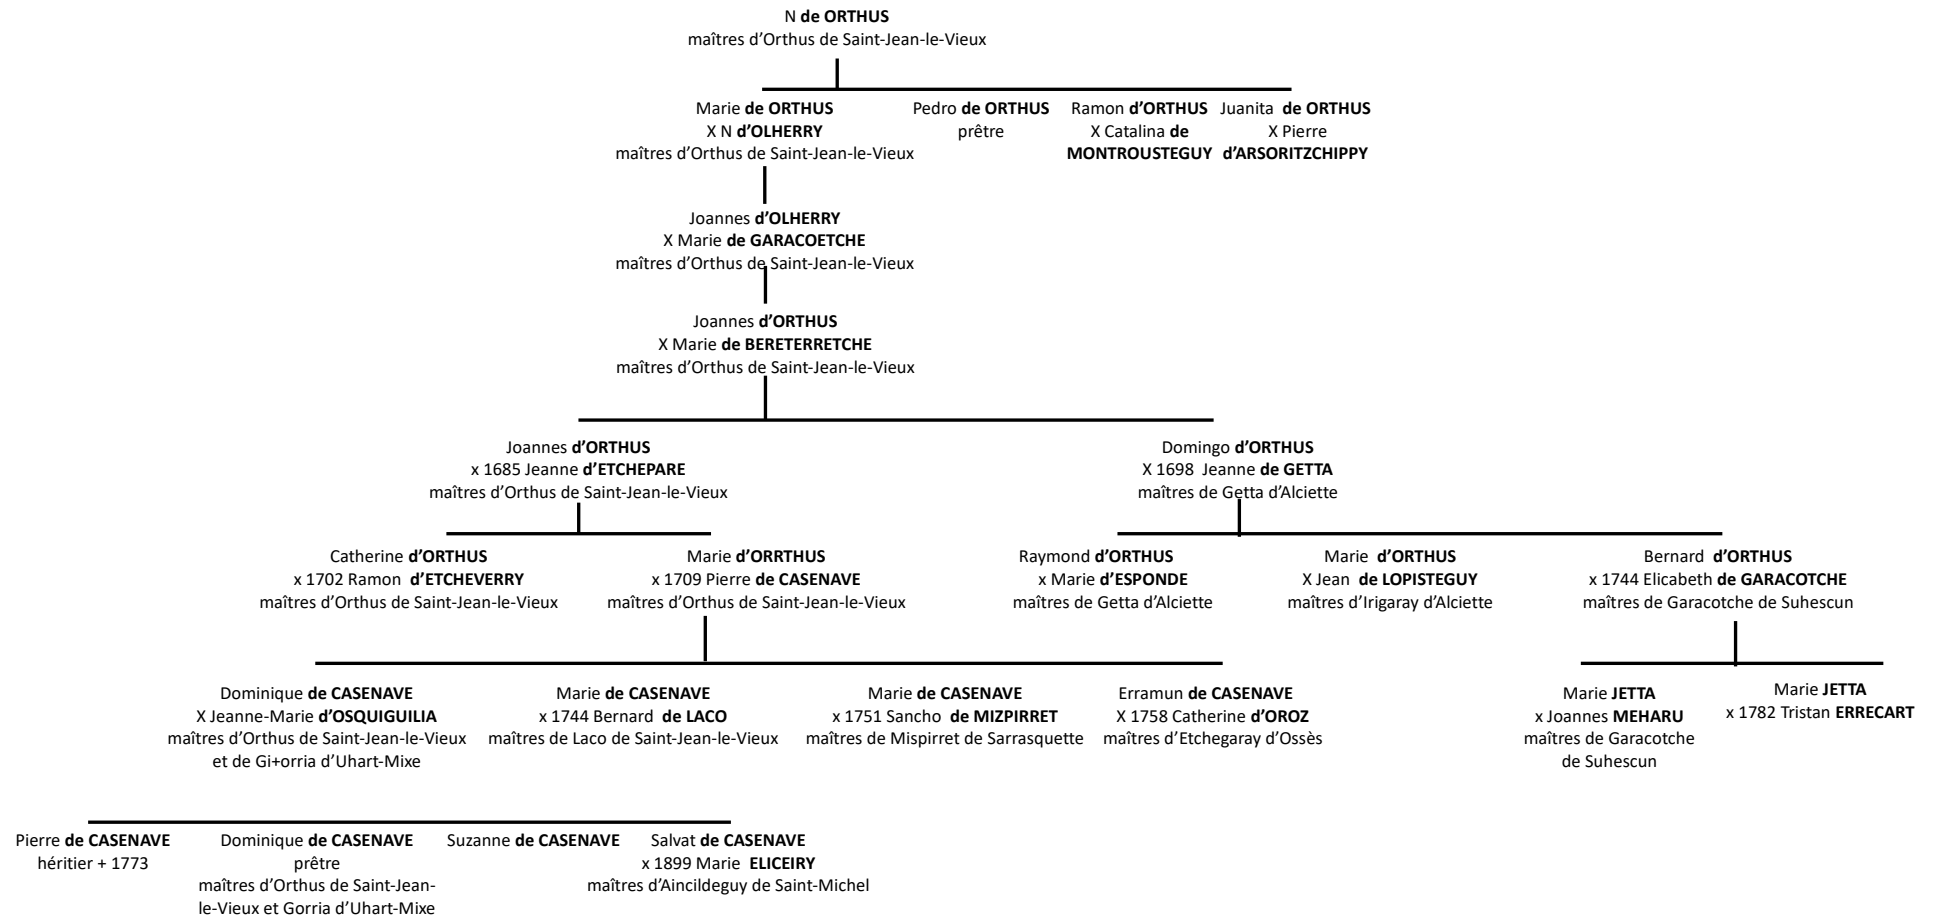 N de ORTHUS
maîtres d’Orthus de Saint-Jean-le-Vieux
Marie de ORTHUS
X N d’OLHERRY
maîtres d’Orthus de Saint-Jean-le-Vieux
Pedro de ORTHUS
prêtre
Ramon d’ORTHUS
X Catalina de
MONTROUSTEGUY
Juanita de ORTHUS
X Pierre
d’ARSORITZCHIPPY
Joannes d’OLHERRY
X Marie de GARACOETCHE
maîtres d’Orthus de Saint-Jean-le-Vieux
Joannes d’ORTHUS
X Marie de BERETERRETCHE
maîtres d’Orthus de Saint-Jean-le-Vieux
Joannes d’ORTHUS
x 1685 Jeanne d’ETCHEPARE
maîtres d’Orthus de Saint-Jean-le-Vieux
Domingo d’ORTHUS
X 1698 Jeanne de GETTA
maîtres de Getta d’Alciette
Catherine d’ORTHUS
x 1702 Ramon d’ETCHEVERRY
maîtres d’Orthus de Saint-Jean-le-Vieux
Marie d’ORRTHUS
x 1709 Pierre de CASENAVE
maîtres d’Orthus de Saint-Jean-le-Vieux
Raymond d’ORTHUS
x Marie d’ESPONDE
maîtres de Getta d’Alciette
Marie d’ORTHUS
X Jean de LOPISTEGUY
maîtres d’Irigaray d’Alciette
Bernard d’ORTHUS
x 1744 Elicabeth de GARACOTCHE
maîtres de Garacotche de Suhescun
Dominique de CASENAVE
X Jeanne-Marie d’OSQUIGUILIA
maîtres d’Orthus de Saint-Jean-le-Vieux
et de Gi+orria d’Uhart-Mixe
Marie de CASENAVE
x 1744 Bernard de LACO
maîtres de Laco de Saint-Jean-le-Vieux
Marie de CASENAVE
x 1751 Sancho de MIZPIRRET
maîtres de Mispirret de Sarrasquette
Erramun de CASENAVE
X 1758 Catherine d’OROZ
maîtres d’Etchegaray d’Ossès
Marie JETTA
x Joannes MEHARU
maîtres de Garacotche
de Suhescun
Marie JETTA
x 1782 Tristan ERRECART
Pierre de CASENAVE
héritier + 1773
Dominique de CASENAVE
prêtre
maîtres d’Orthus de Saint-Jean-
le-Vieux et Gorria d’Uhart-Mixe
Suzanne de CASENAVE
Salvat de CASENAVE
x 1899 Marie ELICEIRY
maîtres d’Aincildeguy de Saint-Michel